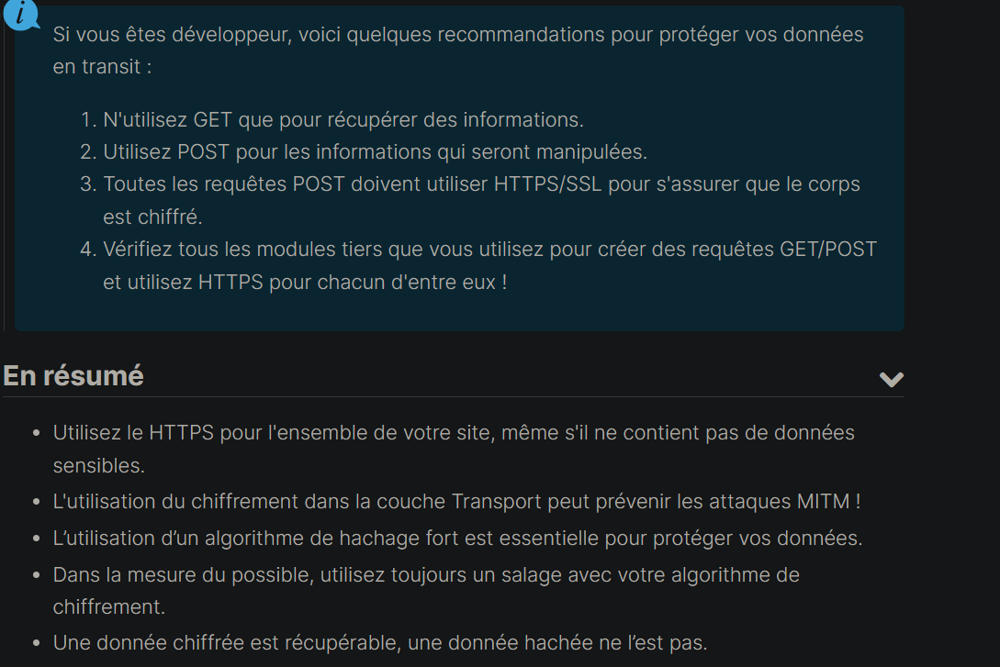 i
Si vous êtes développeur, voici quelques recommandations pour protéger vos données
en transit :
1. N'utilisez GET que pour récupérer des informations.
2. Utilisez POST pour les informations qui seront manipulées.
3. Toutes les requêtes POST doivent utiliser HTTPS/SSL pour s'assurer que le corps
est chiffré.
4. Vérifiez tous les modules tiers que vous utilisez pour créer des requêtes GET/POST
et utilisez HTTPS pour chacun d'entre eux !
En résumé
• Utilisez le HTTPS pour l'ensemble de votre site, même s'il ne contient pas de données
sensibles.
• L'utilisation du chiffrement dans la couche Transport peut prévenir les attaques MITM !
• L’utilisation d’un algorithme de hachage fort est essentielle pour protéger vos données.
• Dans la mesure du possible, utilisez toujours un salage avec votre algorithme de
chiffrement.
• Une donnée chiffrée est récupérable, une donnée hachée ne l’est pas.